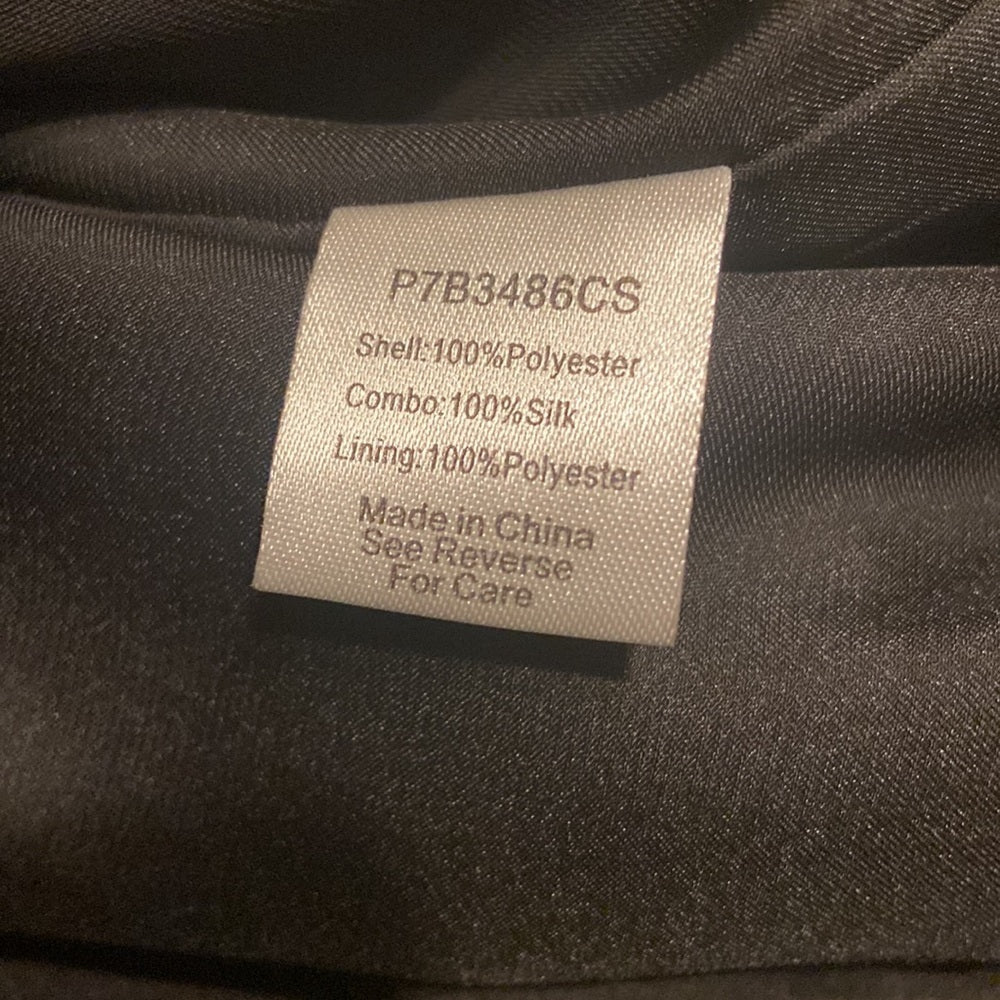 P7B3486CS
Shell:100%Polyester
Combo:100%Silk
Lining:100%Polyester
Made in China
See Reverse
For Care